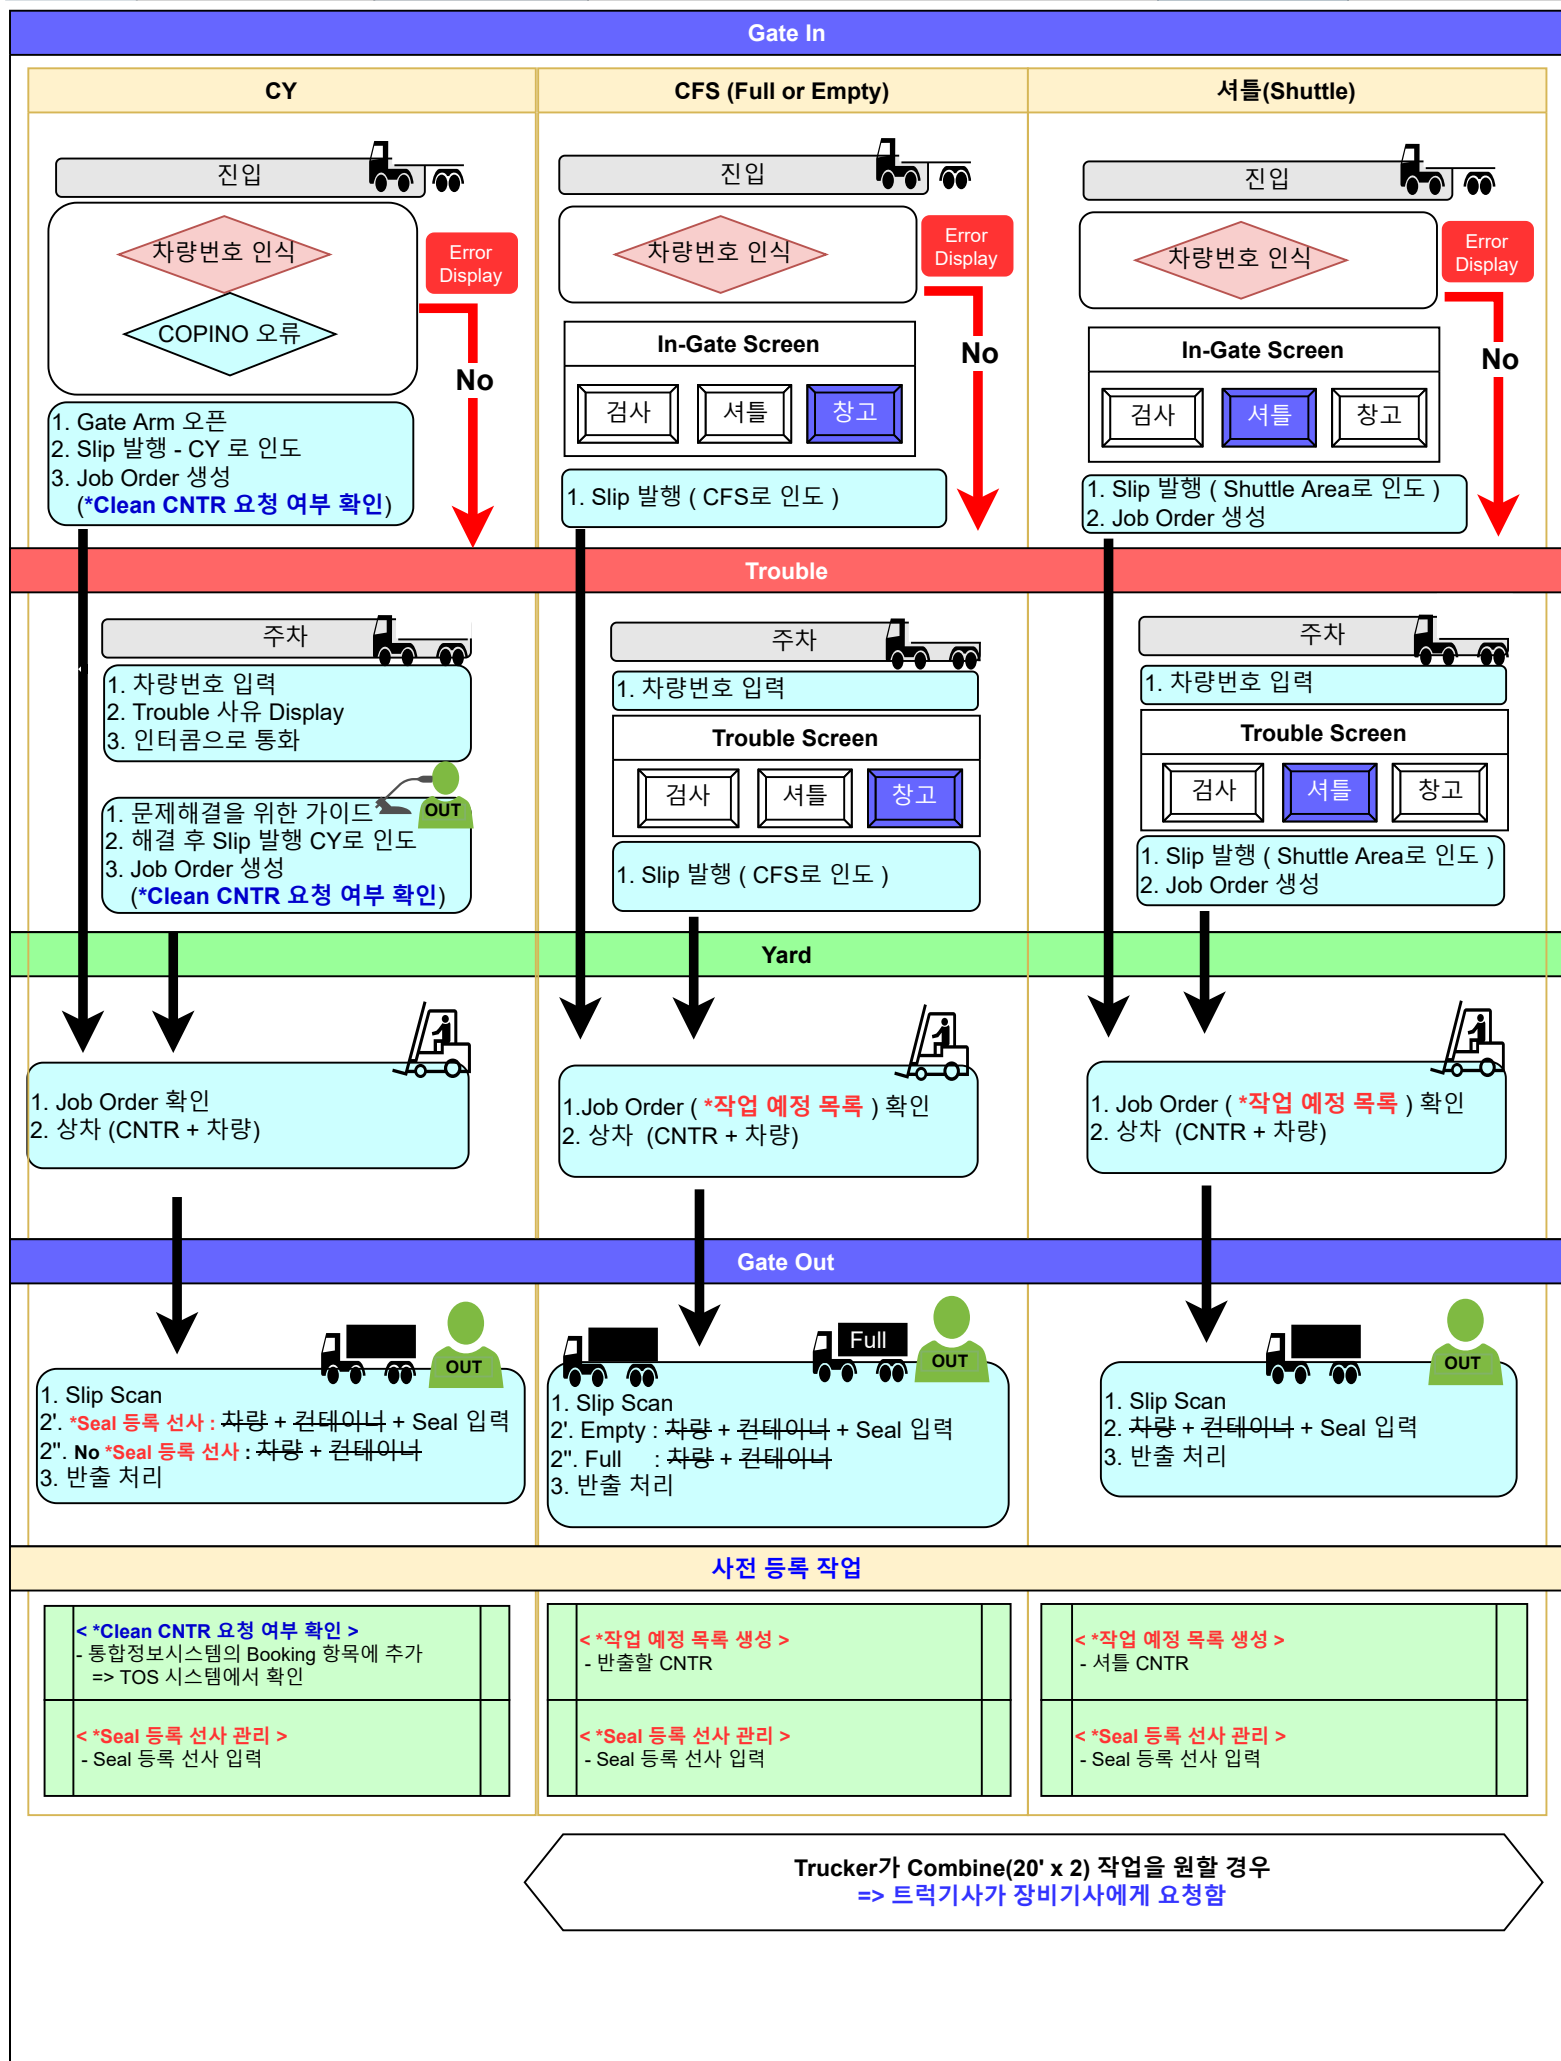 Gate In
CY
CFS (Full or Empty)
셔틀(Shuttle)
진입
차량번호 인식
Error
Display
COPINO 오류
No
1. Gate Arm 오픈
2. Slip 발행 - CY 로 인도
3. Job Order 생성
(*Clean CNTR 요청 여부 확인)
진입
차량번호 인식
Error
Display
No
In-Gate Screen
검사 셔틀 창고
1. Slip 발행 ( CFS로 인도 )
진입
차량번호 인식
Error
Display
No
In-Gate Screen
검사 셔틀 창고
1. Slip 발행 ( Shuttle Area로 인도 )
2. Job Order 생성
Trouble
주차
1. 차량번호 입력
2. Trouble 사유 Display
3. 인터콤으로 통화
OUT
1. 문제해결을 위한 가이드
2. 해결 후 Slip 발행 CY로 인도
3. Job Order 생성
(*Clean CNTR 요청 여부 확인)
주차
1. 차량번호 입력
Trouble Screen
검사 셔틀 창고
1. Slip 발행 ( CFS로 인도 )
주차
1. 차량번호 입력
Trouble Screen
검사 셔틀 창고
1. Slip 발행 ( Shuttle Area로 인도 )
2. Job Order 생성
Yard
1. Job Order 확인
2. 상차 (CNTR + 차량)
1.Job Order ( *작업 예정 목록 ) 확인
2. 상차 (CNTR + 차량)
1. Job Order ( *작업 예정 목록 ) 확인
2. 상차 (CNTR + 차량)
Gate Out
OUT
1. Slip Scan
2'. *Seal 등록 선사 : 차량 + 컨테이너 + Seal 입력
2". No *Seal 등록 선사 : 차량 + 컨테이너
3. 반출 처리
Full
OUT
1. Slip Scan
2'. Empty : 차량 + 컨테이너 + Seal 입력
2". Full : 차량 + 컨테이너
3. 반출 처리
OUT
1. Slip Scan
2. 차량 + 컨테이너 + Seal 입력
3. 반출 처리
사전 등록 작업
< *Clean CNTR 요청 여부 확인 >
- 통합정보시스템의 Booking 항목에 추가
=> TOS 시스템에서 확인
< *Seal 등록 선사 관리 >
- Seal 등록 선사 입력
< *작업 예정 목록 생성 >
- 반출할 CNTR
< *Seal 등록 선사 관리 >
- Seal 등록 선사 입력
< *작업 예정 목록 생성 >
- 셔틀 CNTR
< *Seal 등록 선사 관리 >
- Seal 등록 선사 입력
Trucker가 Combine(20' x 2) 작업을 원할 경우
=> 트럭기사가 장비기사에게 요청함